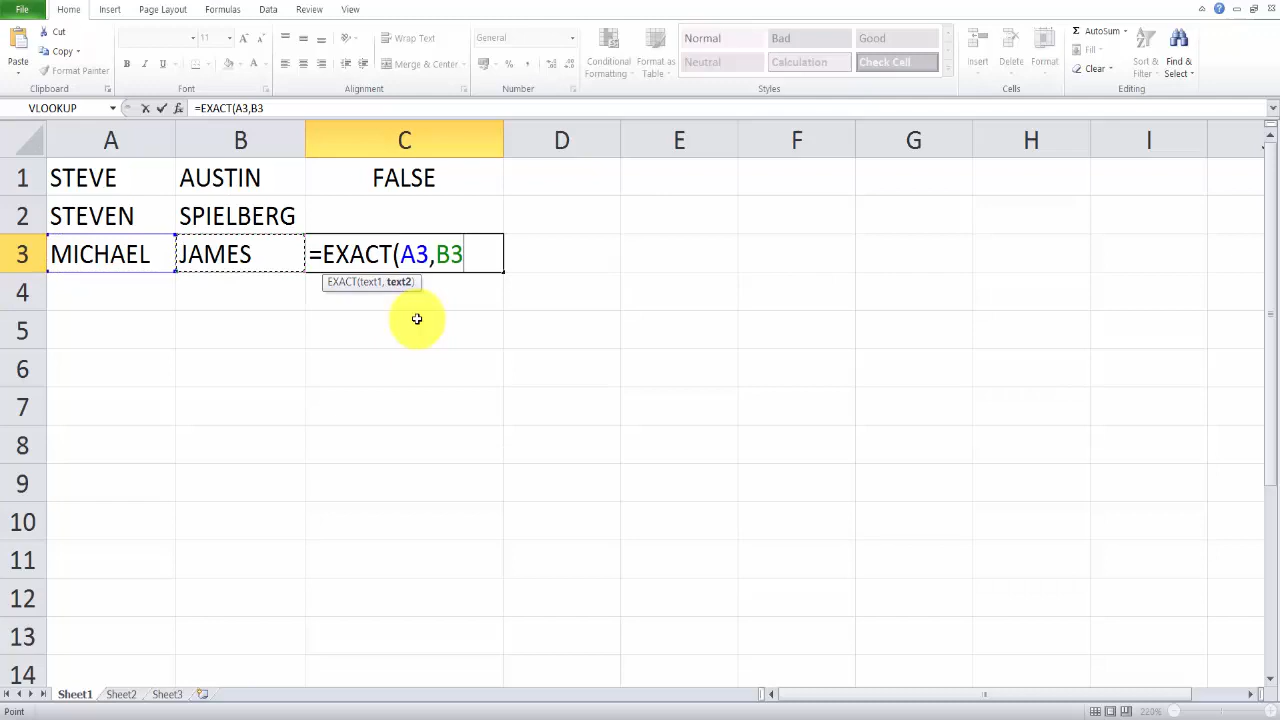 File Home Insert Page Layout Formulas Data Review View
Cut
Copy
Format Painter
Paste
Clipboard
11
Font
Wrap Text
Merge & Center
Alignment
General
Number
Conditional Formatting
Format as Table
Normal Bad Good
Neutral Calculation Check Cell
Styles
Insert Delete Format
Cells
AutoSum
Fill
Clear
Sort & Filter
Find & Select
Editing
VLOOKUP =EXACT(A3,B3
A B C D E F G H I
1 STEVE AUSTIN FALSE
2 STEVEN SPIELBERG
3 MICHAEL JAMES =EXACT(A3,B3
EXACT(text1, text2)
4
5
6
7
8
9
10
11
12
13
14
Sheet1 Sheet2 Sheet3
Point 220%